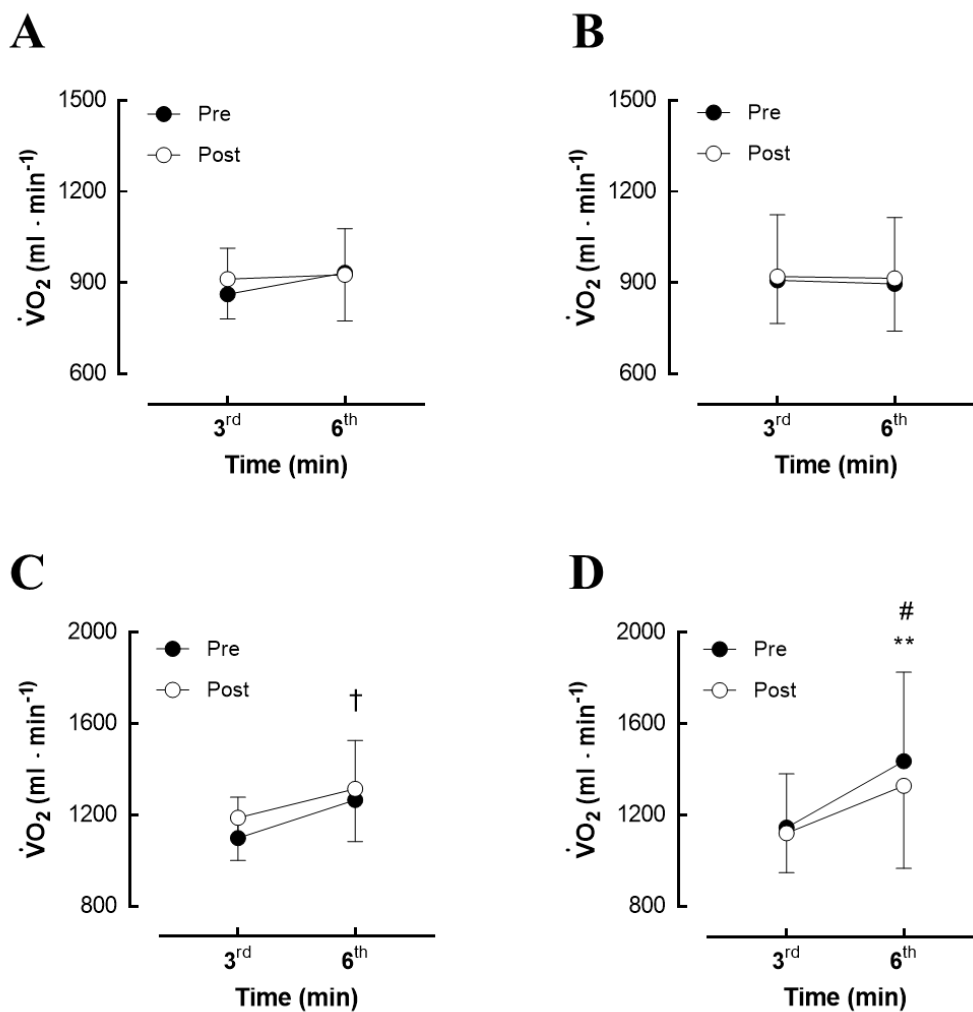 A
1500
1200
900
600
V̇O₂ (ml · min⁻¹)
Pre
Post
3ʳᵈ 6ᵗʰ
Time (min)
B
1500
1200
900
600
V̇O₂ (ml · min⁻¹)
Pre
Post
3ʳᵈ 6ᵗʰ
Time (min)
C
2000
1600
1200
800
V̇O₂ (ml · min⁻¹)
Pre
Post
†
3ʳᵈ 6ᵗʰ
Time (min)
D
2000
1600
1200
800
V̇O₂ (ml · min⁻¹)
Pre
Post
#
**
3ʳᵈ 6ᵗʰ
Time (min)